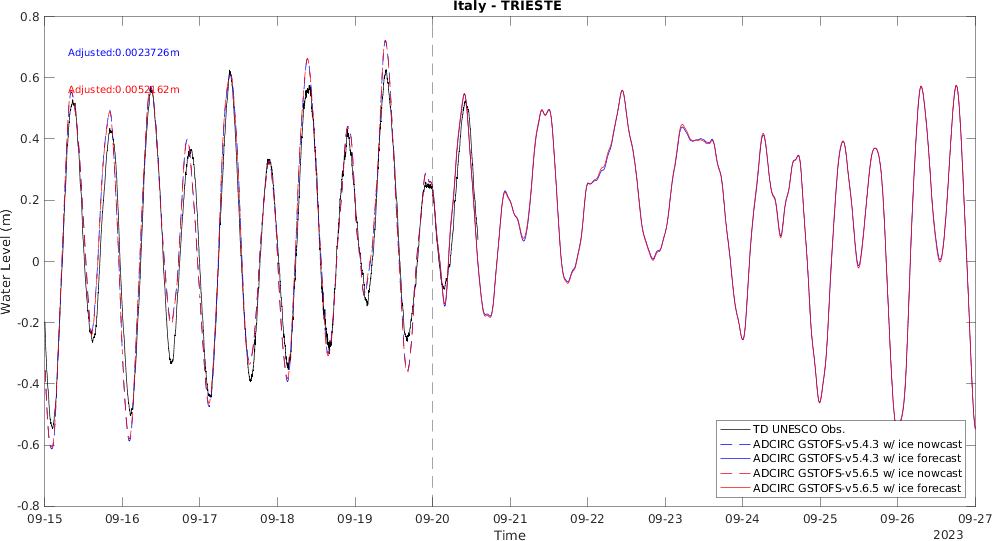 Italy - TRIESTE
Adjusted:0.0023726m
Adjusted:0.0052162m
Water Level (m)
0.8
0.6
0.4
0.2
0
-0.2
-0.4
-0.6
-0.8
TD UNESCO Obs.
ADCIRC GSTOFS-v5.4.3 w/ ice nowcast
ADCIRC GSTOFS-v5.4.3 w/ ice forecast
ADCIRC GSTOFS-v5.6.5 w/ ice nowcast
ADCIRC GSTOFS-v5.6.5 w/ ice forecast
09-15 09-16 09-17 09-18 09-19 09-20 09-21 09-22 09-23 09-24 09-25 09-26 09-27
Time
2023